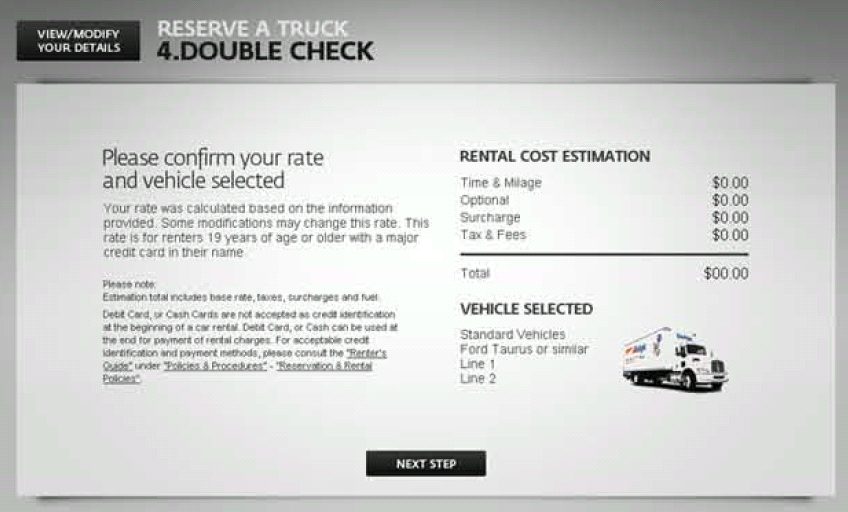 VIEW/MODIFY
YOUR DETAILS
RESERVE A TRUCK
4.DOUBLE CHECK
Please confirm your rate
and vehicle selected
Your rate was calculated based on the information
provided. Some modifications may change this rate. This
rate is for renters 19 years of age or older with a major
credit card in their name.
Please note:
Estimation total includes base rate, taxes, surcharges and fuel.
Debit Card, or Cash Cards are not accepted as credit identification
at the beginning of a car rental. Debit Card, or Cash can be used at
the end for payment of rental charges. For acceptable credit
identification and payment methods, please consult the "Renter's
Guide" under "Policies & Procedures" - "Reservation & Rental
Policies".
RENTAL COST ESTIMATION
Time & Milage $0.00
Optional $0.00
Surcharge $0.00
Tax & Fees $0.00
Total $00.00
VEHICLE SELECTED
Standard Vehicles
Ford Taurus or similar
Line 1
Line 2
NEXT STEP